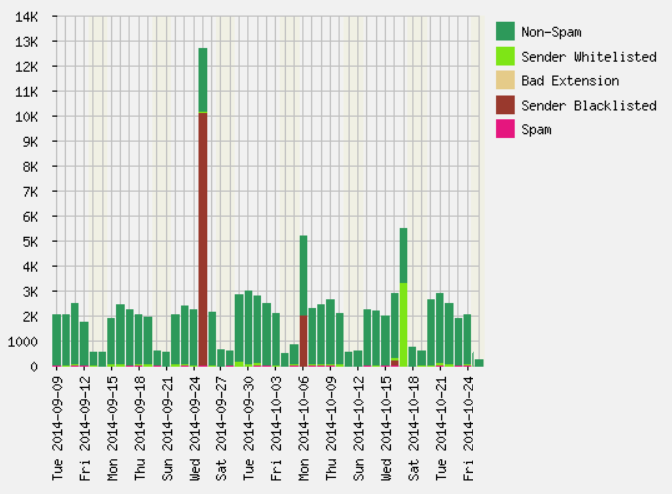 14K
13K
12K
11K
10K
9K
8K
7K
6K
5K
4K
3K
2K
1000
0
Non-Spam
Sender Whitelisted
Bad Extension
Sender Blacklisted
Spam
Tue 2014-09-09
Fri 2014-09-12
Mon 2014-09-15
Thu 2014-09-18
Sun 2014-09-21
Wed 2014-09-24
Sat 2014-09-27
Tue 2014-09-30
Fri 2014-10-03
Mon 2014-10-06
Thu 2014-10-09
Sun 2014-10-12
Wed 2014-10-15
Sat 2014-10-18
Tue 2014-10-21
Fri 2014-10-24